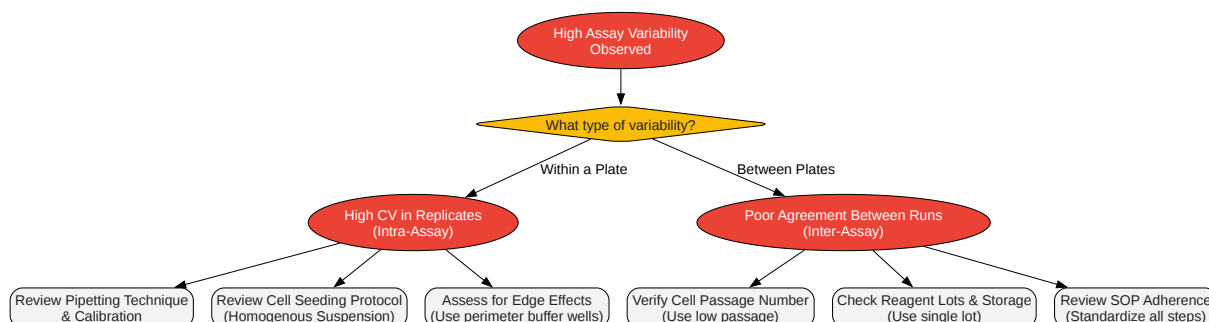 High Assay Variability
Observed
What type of variability?
Within a Plate
Between Plates
High CV in Replicates
(Intra-Assay)
Poor Agreement Between Runs
(Inter-Assay)
Review Pipetting Technique
& Calibration
Review Cell Seeding Protocol
(Homogenous Suspension)
Assess for Edge Effects
(Use perimeter buffer wells)
Verify Cell Passage Number
(Use low passage)
Check Reagent Lots & Storage
(Use single lot)
Review SOP Adherence
(Standardize all steps)